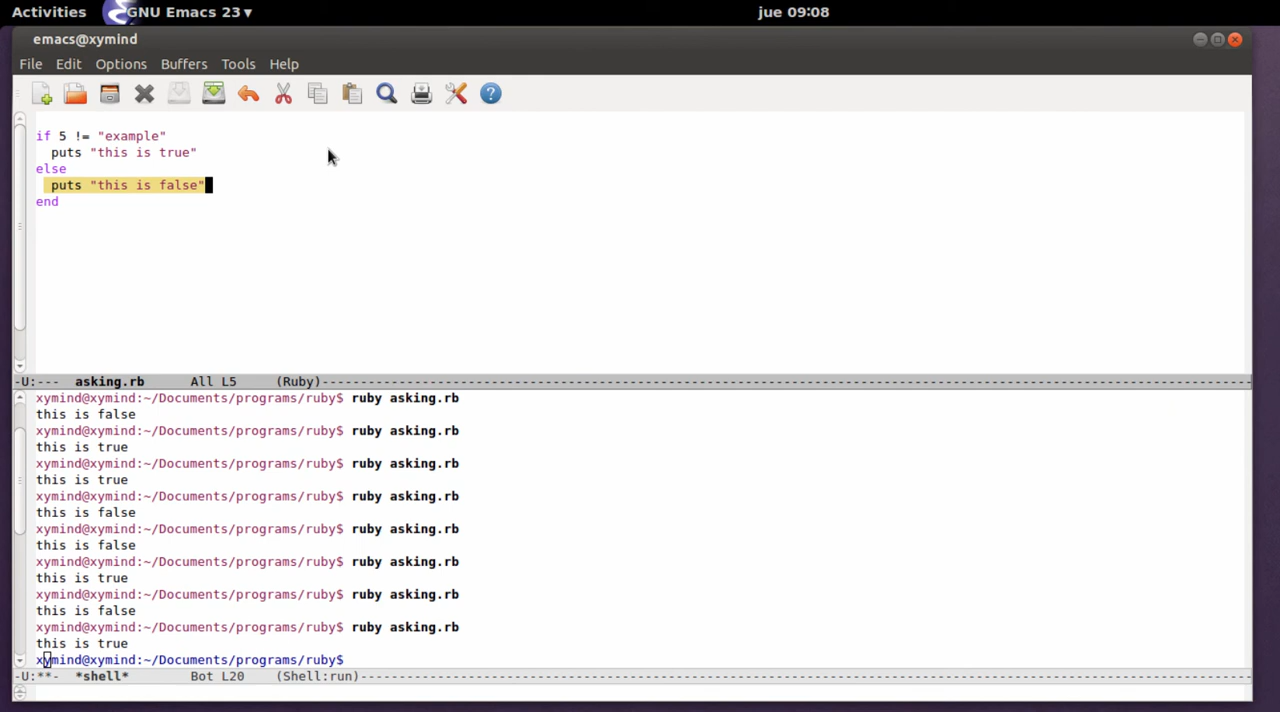 Activities GNU Emacs 23 ▾ jue 09:08
emacs@xymind
File Edit Options Buffers Tools Help
if 5 != "example"
  puts "this is true"
else
  puts "this is false"
end
-U:--- asking.rb All L5 (Ruby)
xymind@xymind:~/Documents/programs/ruby$ ruby asking.rb
this is false
xymind@xymind:~/Documents/programs/ruby$ ruby asking.rb
this is true
xymind@xymind:~/Documents/programs/ruby$ ruby asking.rb
this is true
xymind@xymind:~/Documents/programs/ruby$ ruby asking.rb
this is false
xymind@xymind:~/Documents/programs/ruby$ ruby asking.rb
this is false
xymind@xymind:~/Documents/programs/ruby$ ruby asking.rb
this is true
xymind@xymind:~/Documents/programs/ruby$ ruby asking.rb
this is false
xymind@xymind:~/Documents/programs/ruby$ ruby asking.rb
this is true
xymind@xymind:~/Documents/programs/ruby$
-U:**- *shell* Bot L20 (Shell:run)